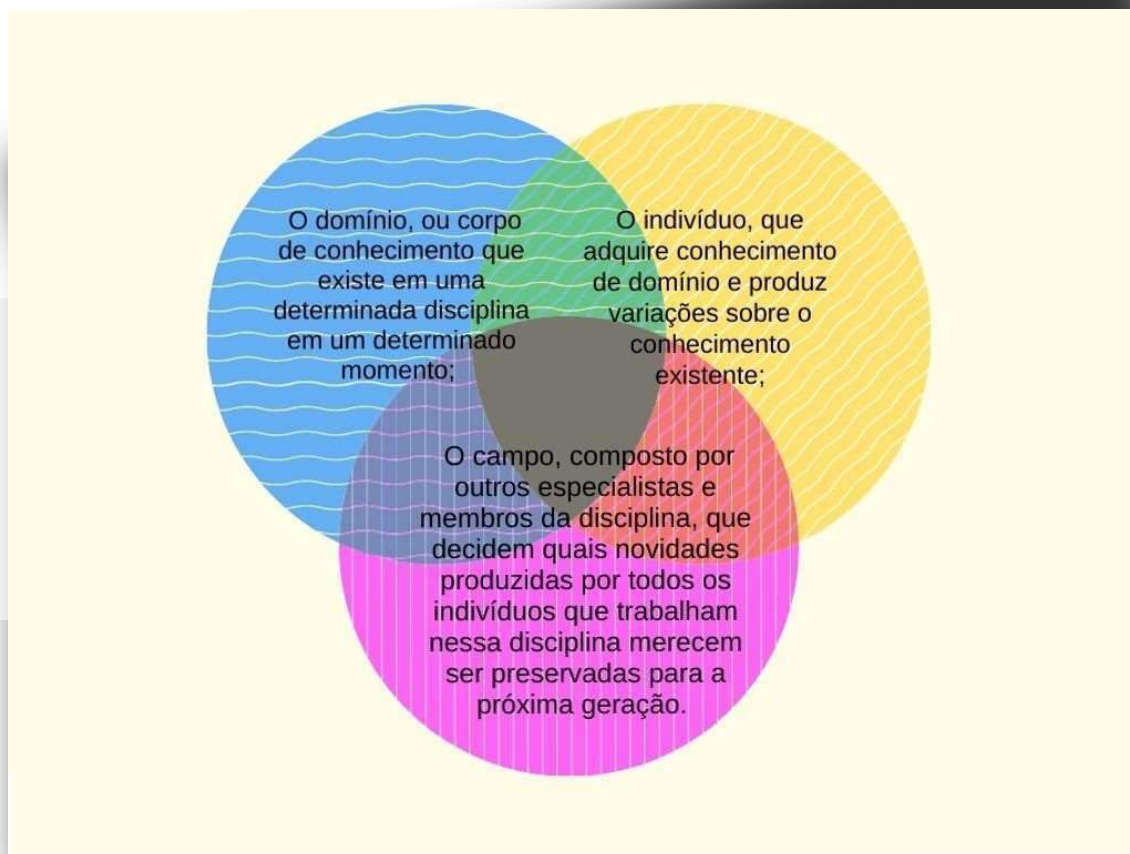 O domínio, ou corpo
de conhecimento que
existe em uma
determinada disciplina
em um determinado
momento;
O indivíduo, que
adquire conhecimento
de domínio e produz
variações sobre o
conhecimento
existente;
O campo, composto por
outros especialistas e
membros da disciplina, que
decidem quais novidades
produzidas por todos os
indivíduos que trabalham
nessa disciplina merecem
ser preservadas para a
próxima geração.